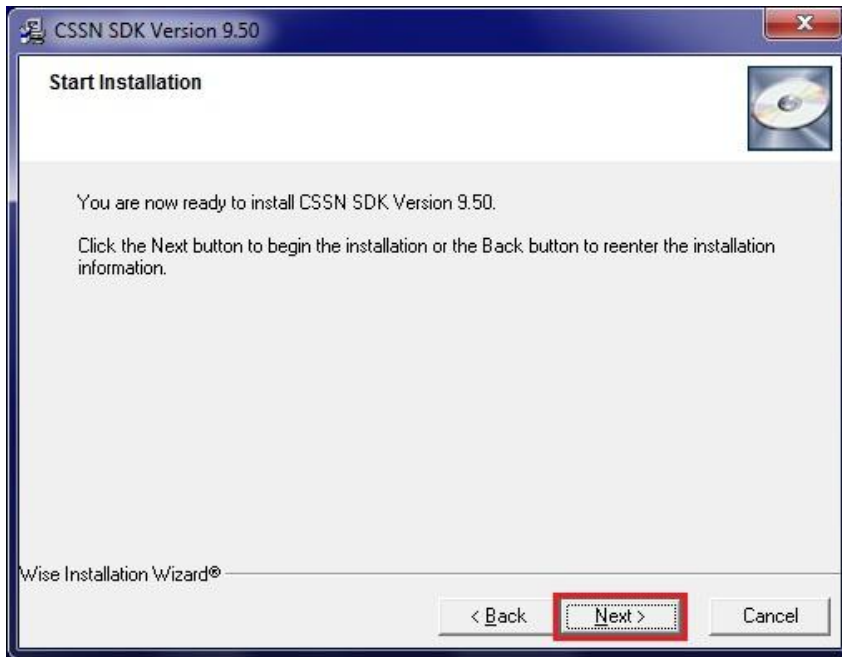 CSSN SDK Version 9.50
Start Installation
You are now ready to install CSSN SDK Version 9.50.
Click the Next button to begin the installation or the Back button to reenter the installation
information.
Wise Installation Wizard®
< Back
Next >
Cancel